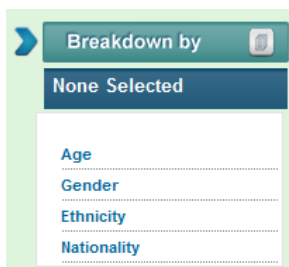 Breakdown by
None Selected
Age
Gender
Ethnicity
Nationality